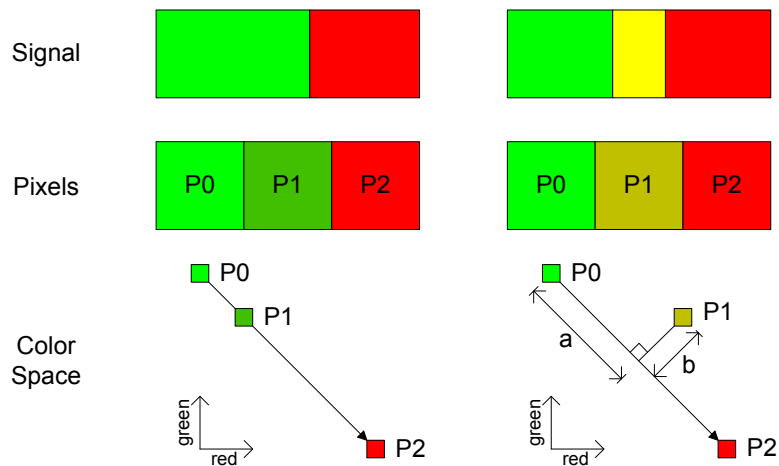 Signal
Pixels
P0 P1 P2
P0 P1 P2
Color
Space
P0
P1
P2
green
red
P0
P1
a
b
P2
green
red